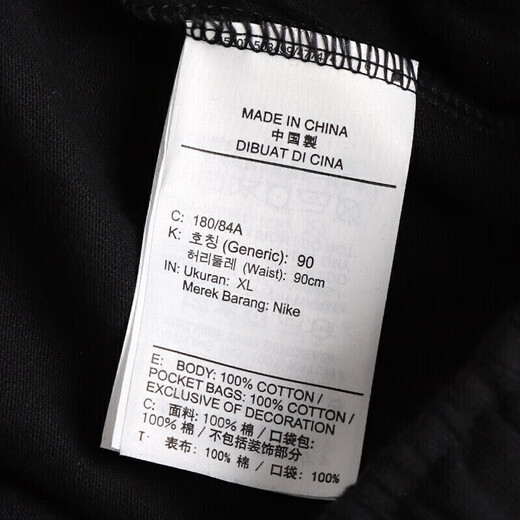 MADE IN CHINA
中国製
DIBUAT DI CINA
C: 180/84A
K: 호칭 (Generic): 90
허리둘레 (Waist): 90cm
IN: Ukuran: XL
Merek Barang: Nike
E: BODY: 100% COTTON /
POCKET BAGS: 100% COTTON /
EXCLUSIVE OF DECORATION
C: 面料: 100% 棉 / 口袋包:
100% 棉 / 不包括装饰部分
T: 表布: 100% 棉 / 口袋: 100%